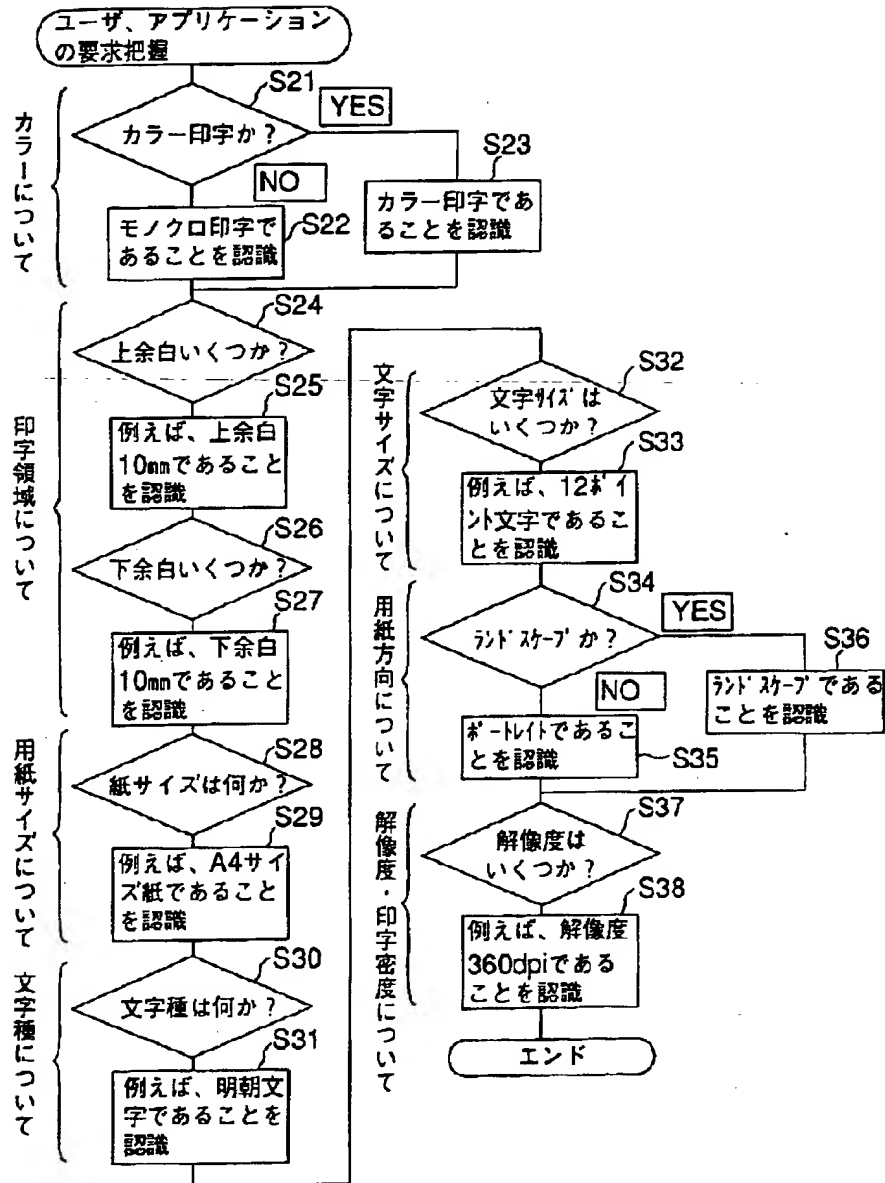 ユーザ、アプリケーション
の要求把握
カラーについて
S21
カラー印字か?
YES
NO
S22
モノクロ印字で
あることを認識
S23
カラー印字であ
ることを認識
印字領域について
S24
上余白いくつか?
S25
例えば、上余白
10mmであること
を認識
S26
下余白いくつか?
S27
例えば、下余白
10mmであること
を認識
用紙サイズについて
S28
紙サイズは何か?
S29
例えば、A4サイ
ズ紙であること
を認識
文字種について
S30
文字種は何か?
S31
例えば、明朝文
字であることを
認識
文字サイズについて
S32
文字ｻｲｽﾞは
いくつか?
S33
例えば、12ﾎﾟｲ
ﾝﾄ文字であるこ
とを認識
用紙方向について
S34
ﾗﾝﾄﾞｽｹｰﾌﾟか?
YES
NO
S35
ﾎﾟｰﾄﾚｲﾄであるこ
とを認識
S36
ﾗﾝﾄﾞｽｹｰﾌﾟである
ことを認識
解像度・印字密度について
S37
解像度は
いくつか?
S38
例えば、解像度
360dpiである
ことを認識
エンド